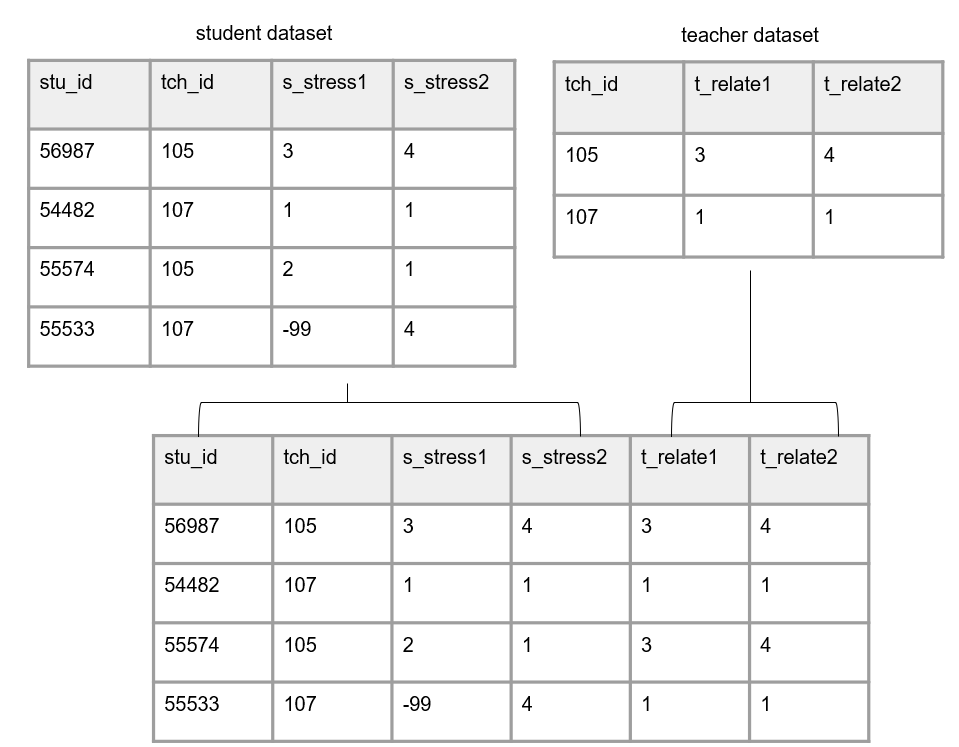 student dataset
stu_id tch_id s_stress1 s_stress2
56987 105 3 4
54482 107 1 1
55574 105 2 1
55533 107 -99 4
teacher dataset
tch_id t_relate1 t_relate2
105 3 4
107 1 1
stu_id tch_id s_stress1 s_stress2 t_relate1 t_relate2
56987 105 3 4 3 4
54482 107 1 1 1 1
55574 105 2 1 3 4
55533 107 -99 4 1 1